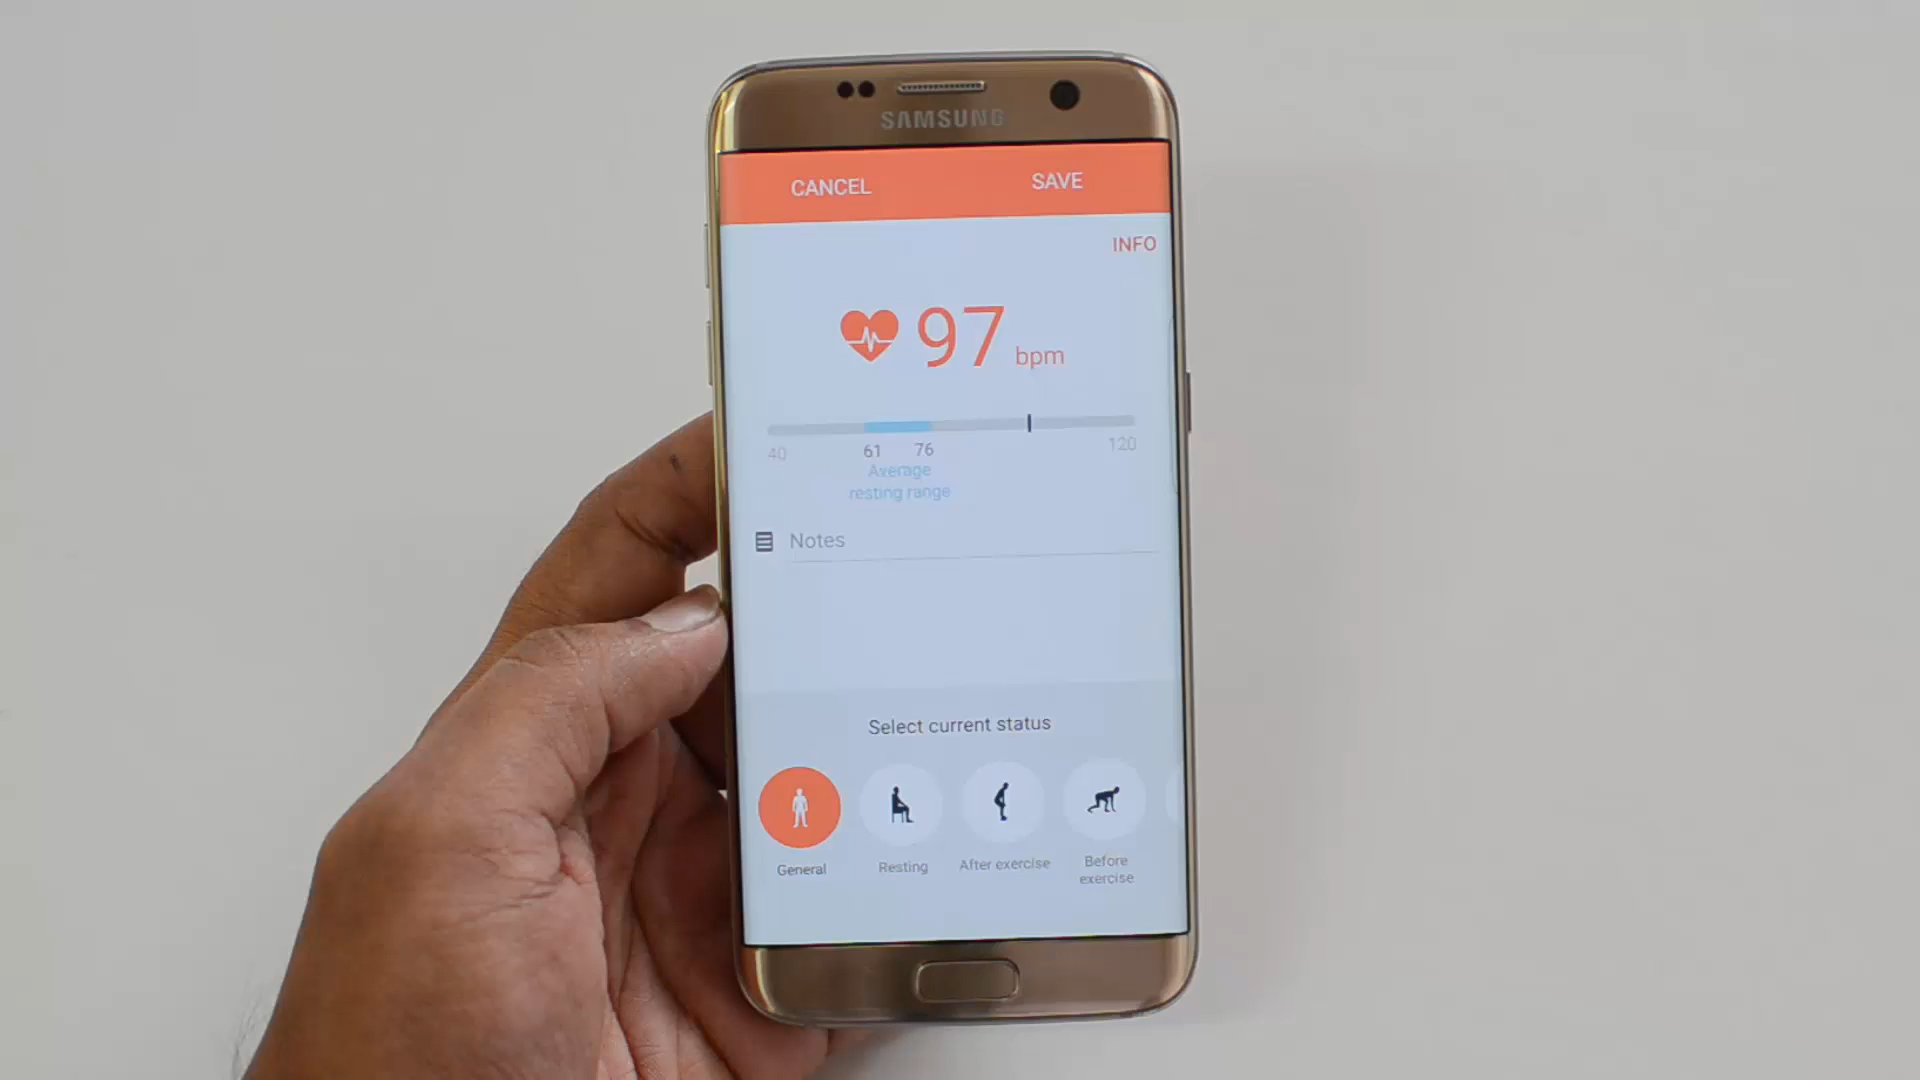 SAMSUNG
CANCEL
SAVE
INFO
97 bpm
40
61
76
120
Average
resting range
Notes
Select current status
General
Resting
After exercise
Before
exercise